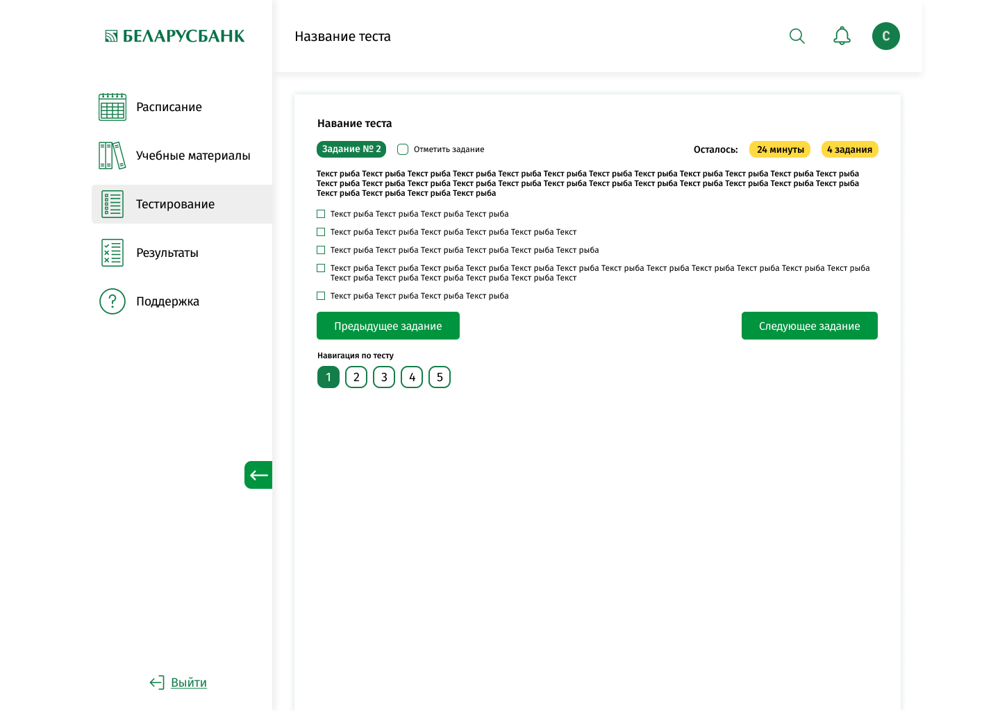 БЕЛАРУСБАНК
Название теста
С
Расписание
Учебные материалы
Тестирование
Результаты
Поддержка
Выйти
Навание теста
Задание № 2
Отметить задание
Осталось:
24 минуты
4 задания
Текст рыба Текст рыба Текст рыба Текст рыба Текст рыба Текст рыба Текст рыба Текст рыба Текст рыба Текст рыба Текст рыба Текст рыба
Текст рыба Текст рыба Текст рыба Текст рыба Текст рыба Текст рыба Текст рыба Текст рыба Текст рыба Текст рыба Текст рыба Текст рыба
Текст рыба Текст рыба Текст рыба Текст рыба
Текст рыба Текст рыба Текст рыба Текст рыба
Текст рыба Текст рыба Текст рыба Текст рыба Текст рыба Текст
Текст рыба Текст рыба Текст рыба Текст рыба Текст рыба Текст рыба
Текст рыба Текст рыба Текст рыба Текст рыба Текст рыба Текст рыба Текст рыба Текст рыба Текст рыба Текст рыба Текст рыба Текст рыба
Текст рыба Текст рыба Текст рыба Текст рыба Текст рыба Текст
Текст рыба Текст рыба Текст рыба Текст рыба
Предыдущее задание
Следующее задание
Навигация по тесту
1 2 3 4 5